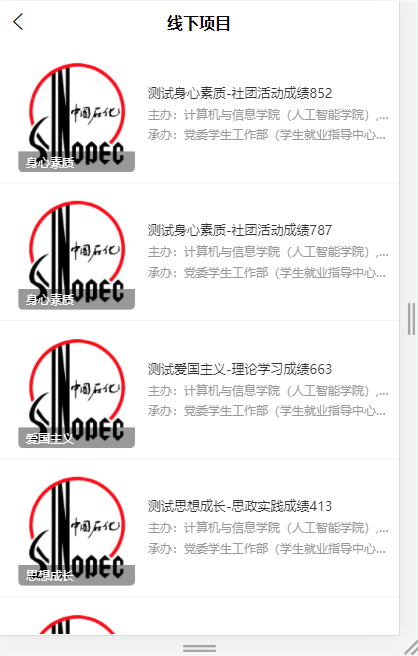 线下项目
测试身心素质-社团活动成绩852
主办：计算机与信息学院（人工智能学院）,...
承办：党委学生工作部（学生就业指导中心...
中国石化
SINOPEC
身心素质
测试身心素质-社团活动成绩787
主办：计算机与信息学院（人工智能学院）,...
承办：党委学生工作部（学生就业指导中心...
中国石化
SINOPEC
身心素质
测试爱国主义-理论学习成绩663
主办：计算机与信息学院（人工智能学院）,...
承办：党委学生工作部（学生就业指导中心...
中国石化
SINOPEC
爱国主义
测试思想成长-思政实践成绩413
主办：计算机与信息学院（人工智能学院）,...
承办：党委学生工作部（学生就业指导中心...
中国石化
SINOPEC
思想成长